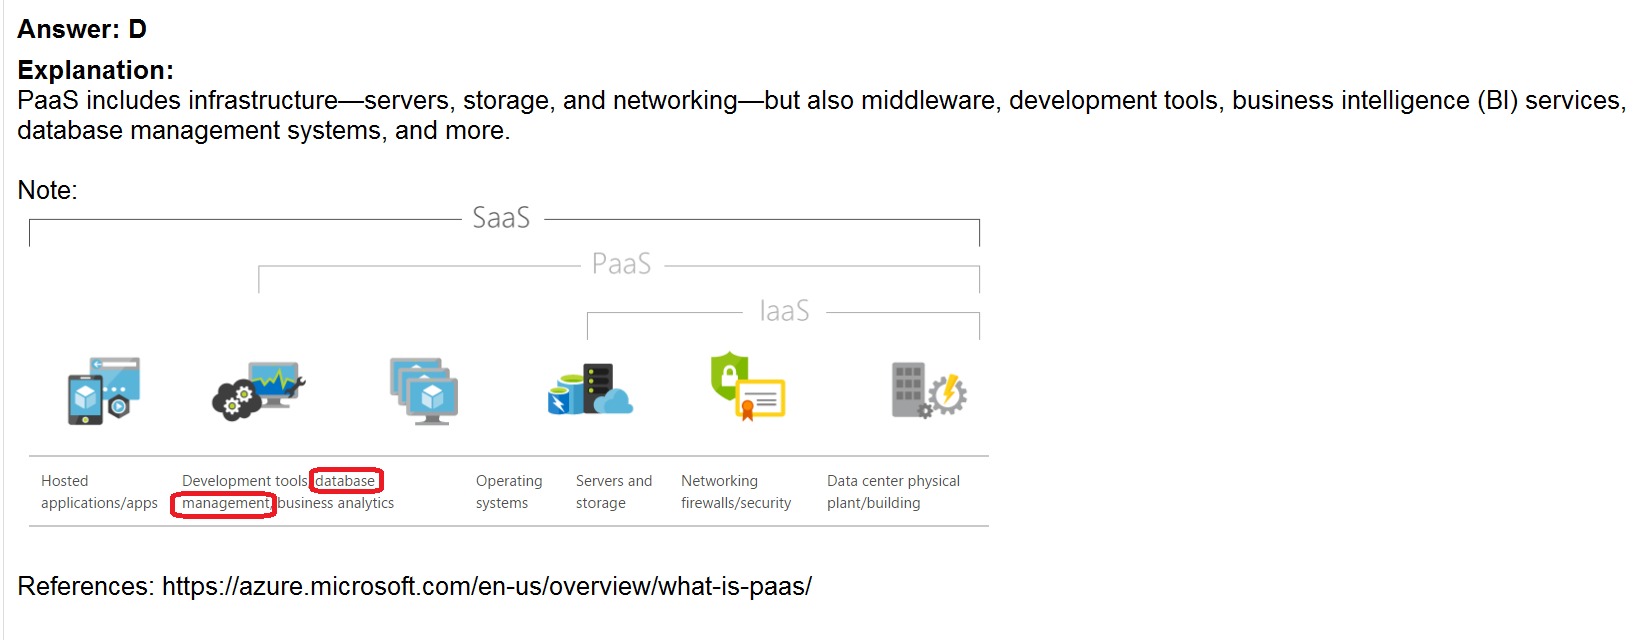 Answer: D
Explanation:
PaaS includes infrastructure—servers, storage, and networking—but also middleware, development tools, business intelligence (BI) services,
database management systems, and more.
Note:
SaaS
PaaS
IaaS
Hosted
applications/apps
Development tools, database
management, business analytics
Operating
systems
Servers and
storage
Networking
firewalls/security
Data center physical
plant/building
References: https://azure.microsoft.com/en-us/overview/what-is-paas/